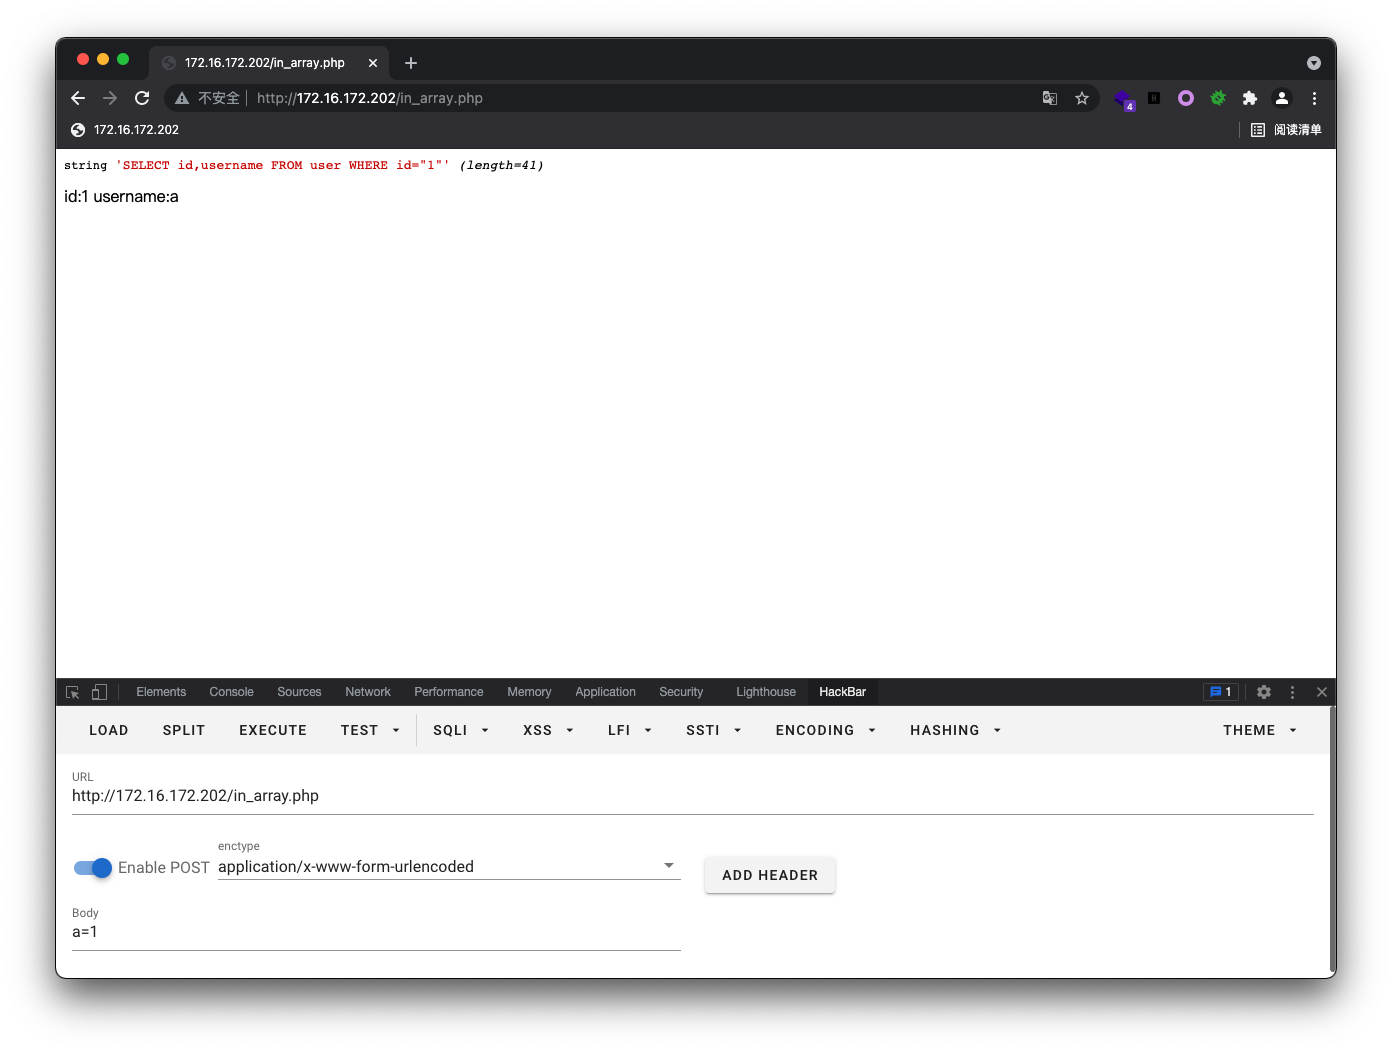 172.16.172.202/in_array.php
不安全 http://172.16.172.202/in_array.php
4
172.16.172.202
阅读清单
string 'SELECT id,username FROM user WHERE id="1"' (length=41)
id:1 username:a
Elements Console Sources Network Performance Memory Application Security Lighthouse HackBar 1
LOAD SPLIT EXECUTE TEST SQLI XSS LFI SSTI ENCODING HASHING THEME
URL
http://172.16.172.202/in_array.php
enctype
Enable POST application/x-www-form-urlencoded
ADD HEADER
Body
a=1